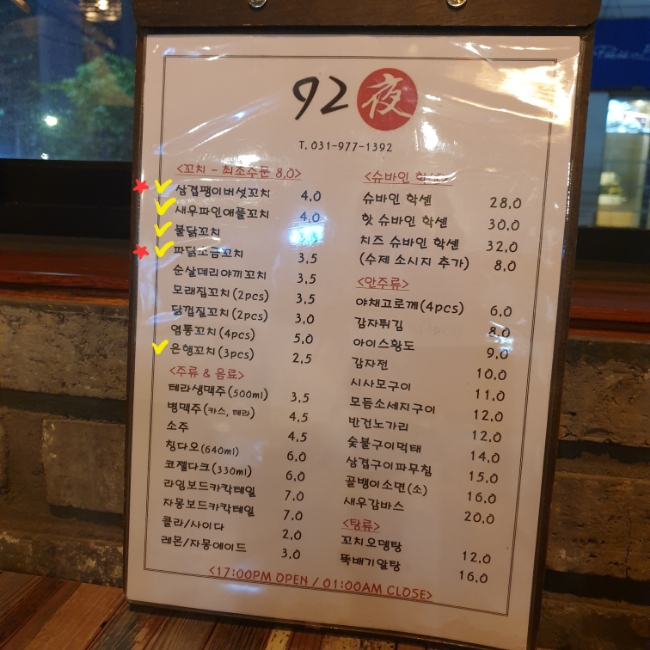 92 夜
T. 031-977-1392
<꼬치 - 최소주문 8,0>
삼겹팽이버섯꼬치 4,0
새우파인애플꼬치 4,0
불닭꼬치
파닭소금꼬치 3,5
순살데리야끼꼬치 3,5
모래집꼬치(2pcs) 3,5
닭껍질꼬치(2pcs) 3,0
염통꼬치(4pcs) 5,0
은행꼬치(3pcs) 2,5
<주류 & 음료>
테라생맥주(500ml) 3,5
병맥주(카스, 테라) 4,5
소주 4,5
칭다오(640ml) 6,0
코젤다크(330ml) 6,0
라임보드카칵테일 7,0
자몽보드카칵테일 7,0
콜라/사이다 2,0
레몬/자몽에이드 3,0
<슈바인 학센>
슈바인 학센 28,0
핫 슈바인 학센 30,0
치즈 슈바인 학센 32,0
(수제 소시지 추가) 8,0
<안주류>
야채고로께(4pcs) 6,0
감자튀김 8,0
아이스황도 9,0
감자전 10,0
시사모구이 11,0
모듬소세지구이 12,0
반건노가리 12,0
숯불구이먹태 14,0
삼겹구이파무침 15,0
골뱅이소면(소) 16,0
새우감바스 20,0
<탕류>
꼬치오뎅탕 12,0
뚝배기알탕 16,0
<17:00PM OPEN / 01:00AM CLOSE>